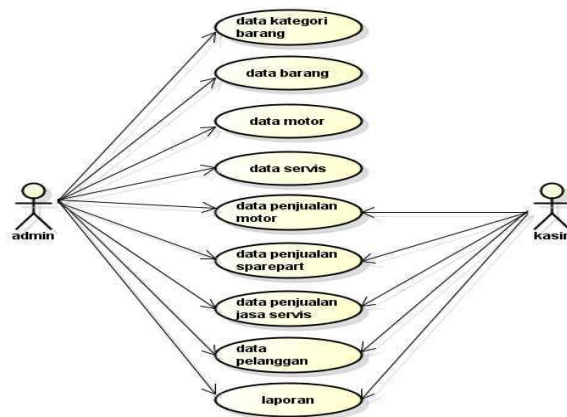 data kategori
barang
data barang
data motor
data servis
data penjualan
motor
admin
kasir
data penjualan
sparepart
data penjualan
jasa servis
data
pelanggan
laporan